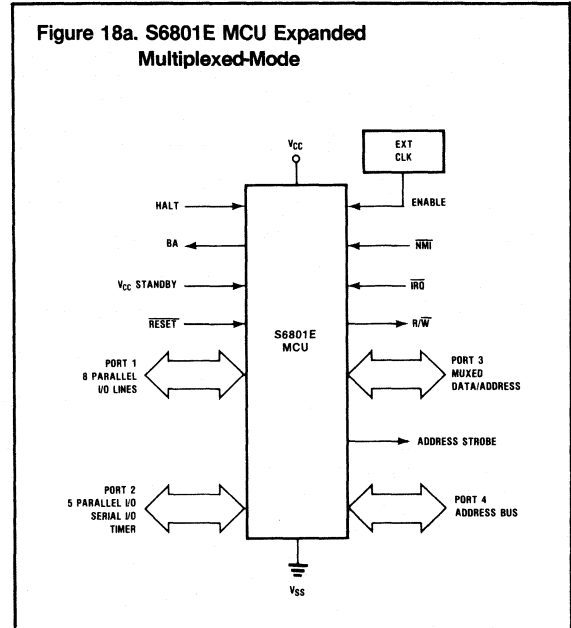 Figure 18a. S6801E MCU Expanded
Multiplexed-Mode
VCC
EXT
CLK
HALT
ENABLE
BA
NMI
VCC STANDBY
IRQ
RESET
R/W
S6801E
MCU
PORT 1
8 PARALLEL
I/O LINES
PORT 3
MUXED
DATA/ADDRESS
ADDRESS STROBE
PORT 2
5 PARALLEL I/O
SERIAL I/O
TIMER
PORT 4
ADDRESS BUS
VSS